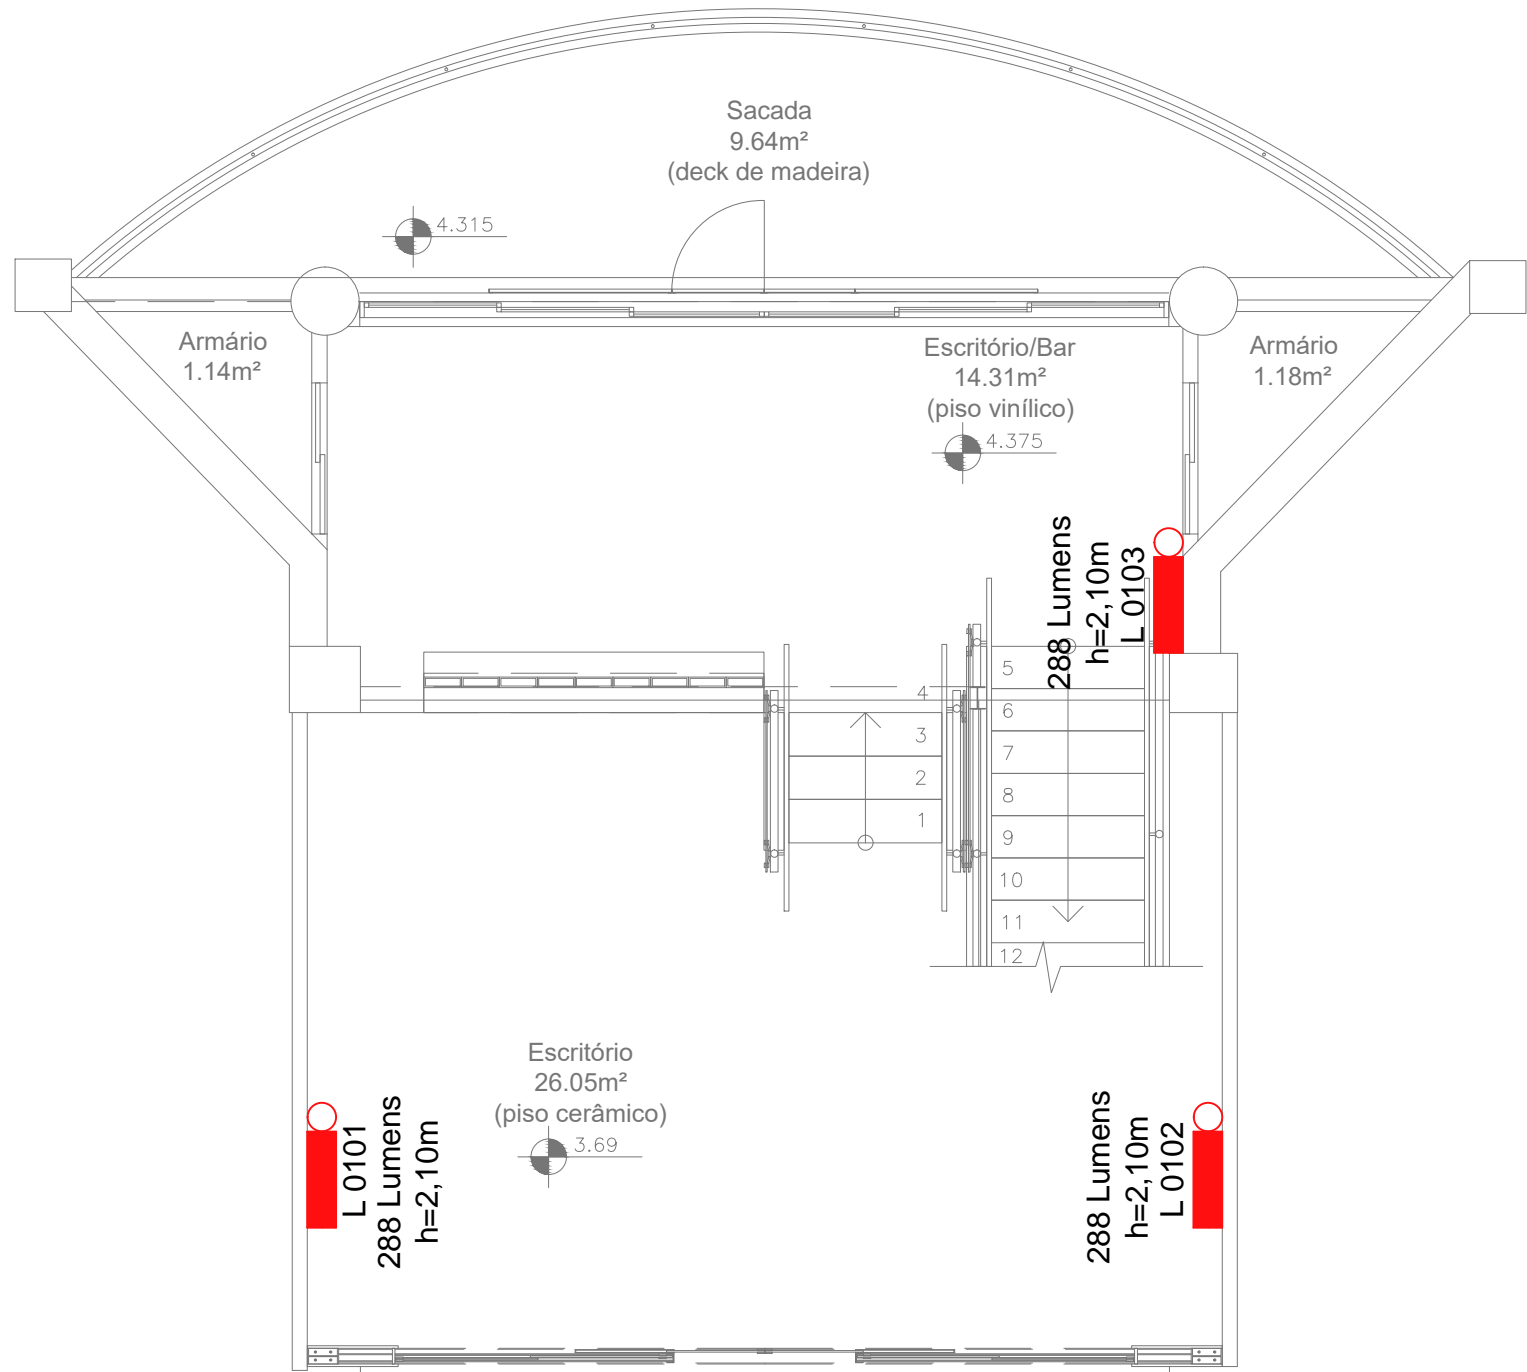 Sacada
9.64m²
(deck de madeira)
4.315
Armário
1.14m²
Escritório/Bar
14.31m²
(piso vinílico)
4.375
Armário
1.18m²
288 Lumens
h=2,10m
L 0103
5
4
6
3
7
2
8
1
9
10
11
12
Escritório
26.05m²
(piso cerâmico)
3.69
L 0101
288 Lumens
h=2,10m
288 Lumens
h=2,10m
L 0102